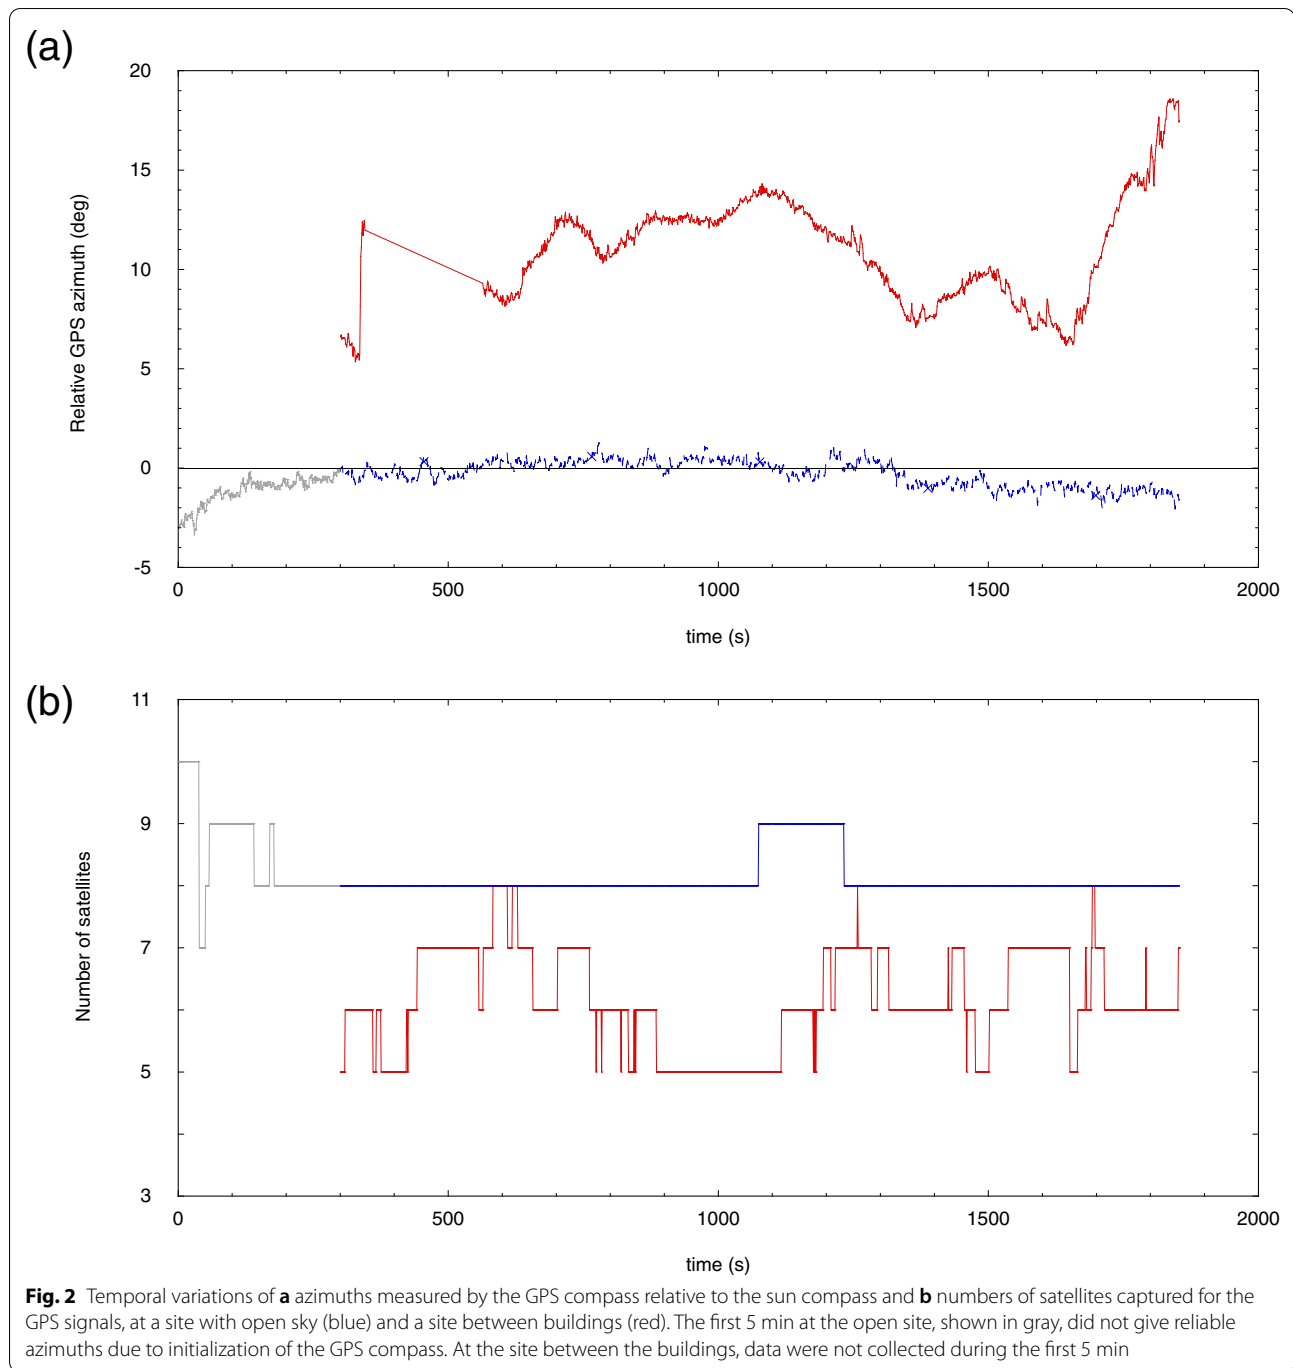 (a)
20
15
10
5
0
-5
Relative GPS azimuth (deg)
0
500
1000
1500
2000
time (s)
(b)
11
9
7
5
3
Number of satellites
0
500
1000
1500
2000
time (s)
Fig. 2 Temporal variations of a azimuths measured by the GPS compass relative to the sun compass and b numbers of satellites captured for the
GPS signals, at a site with open sky (blue) and a site between buildings (red). The first 5 min at the open site, shown in gray, did not give reliable
azimuths due to initialization of the GPS compass. At the site between the buildings, data were not collected during the first 5 min